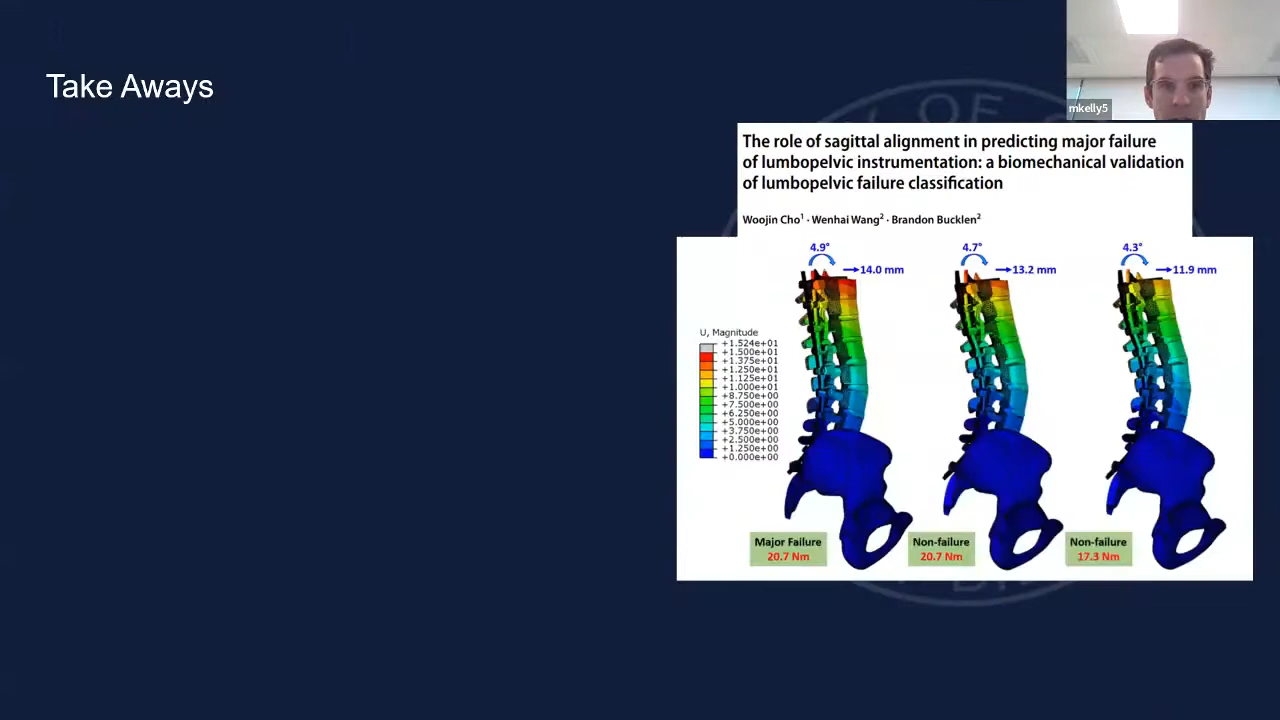 Take Aways
mkelly5
The role of sagittal alignment in predicting major failure
of lumbopelvic instrumentation: a biomechanical validation
of lumbopelvic failure classification
Woojin Cho1 · Wenhai Wang2 · Brandon Bucklen2
4.9°
14.0 mm
4.7°
13.2 mm
4.3°
11.9 mm
U, Magnitude
+1.524e+01
+1.500e+01
+1.375e+01
+1.250e+01
+1.125e+01
+1.000e+01
+8.750e+00
+7.500e+00
+6.250e+00
+5.000e+00
+3.750e+00
+2.500e+00
+1.250e+00
+0.000e+00
Major Failure
20.7 Nm
Non-failure
20.7 Nm
Non-failure
17.3 Nm